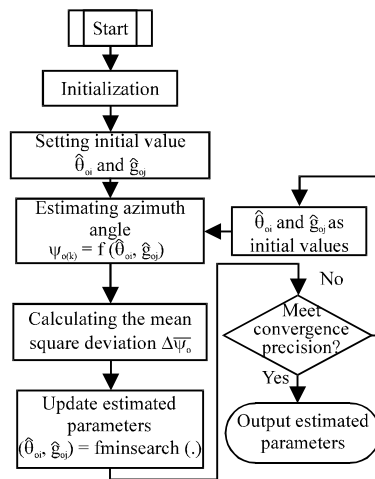 Start
Initialization
Setting initial value
θ̂oi and ĝoj
Estimating azimuth
angle
ψo(k) = f (θ̂oi, ĝoj)
Calculating the mean
square deviation Δψ̅o
Update estimated
parameters
(θ̂oi, ĝoj) = fminsearch (.)
θ̂oi and ĝoj as
initial values
No
Meet
convergence
precision?
Yes
Output estimated
parameters